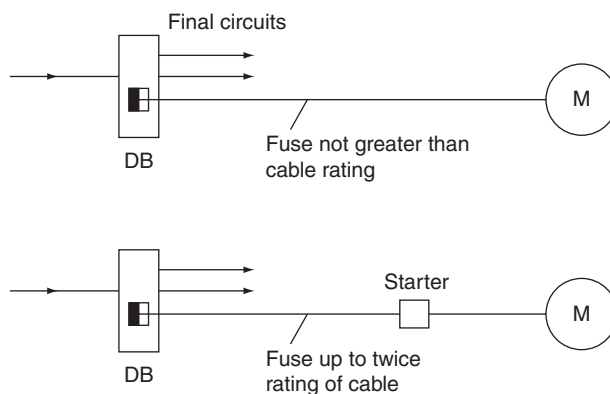 Final circuits
M
Fuse not greater than
cable rating
DB
Starter
M
Fuse up to twice
rating of cable
DB